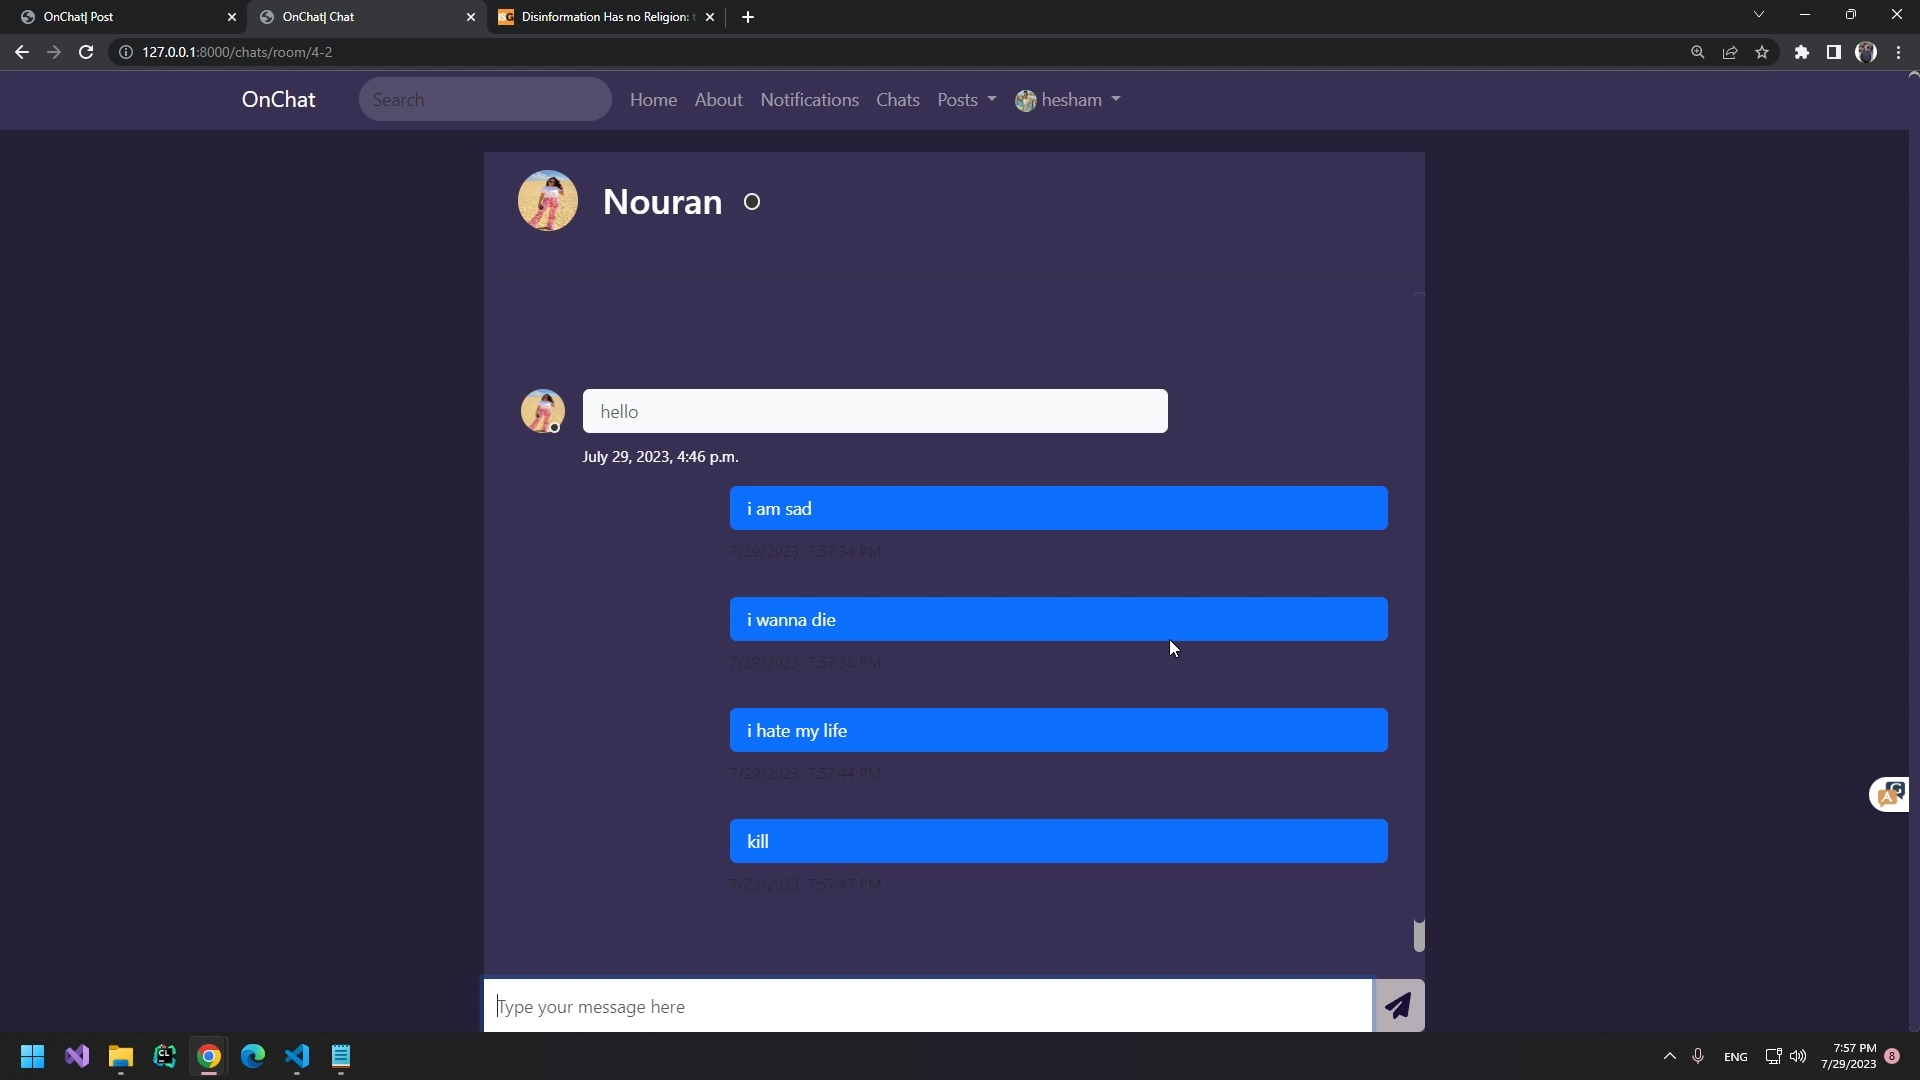 OnChat| Post
OnChat| Chat
Disinformation Has no Religion: t
127.0.0.1:8000/chats/room/4-2
OnChat
Search
Home
About
Notifications
Chats
Posts
hesham
Nouran
hello
July 29, 2023, 4:46 p.m.
i am sad
7/29/2023, 7:57:34 PM
i wanna die
7/29/2023, 7:57:38 PM
i hate my life
7/29/2023, 7:57:44 PM
kill
7/29/2023, 7:57:47 PM
Type your message here
ENG
7:57 PM
7/29/2023
8